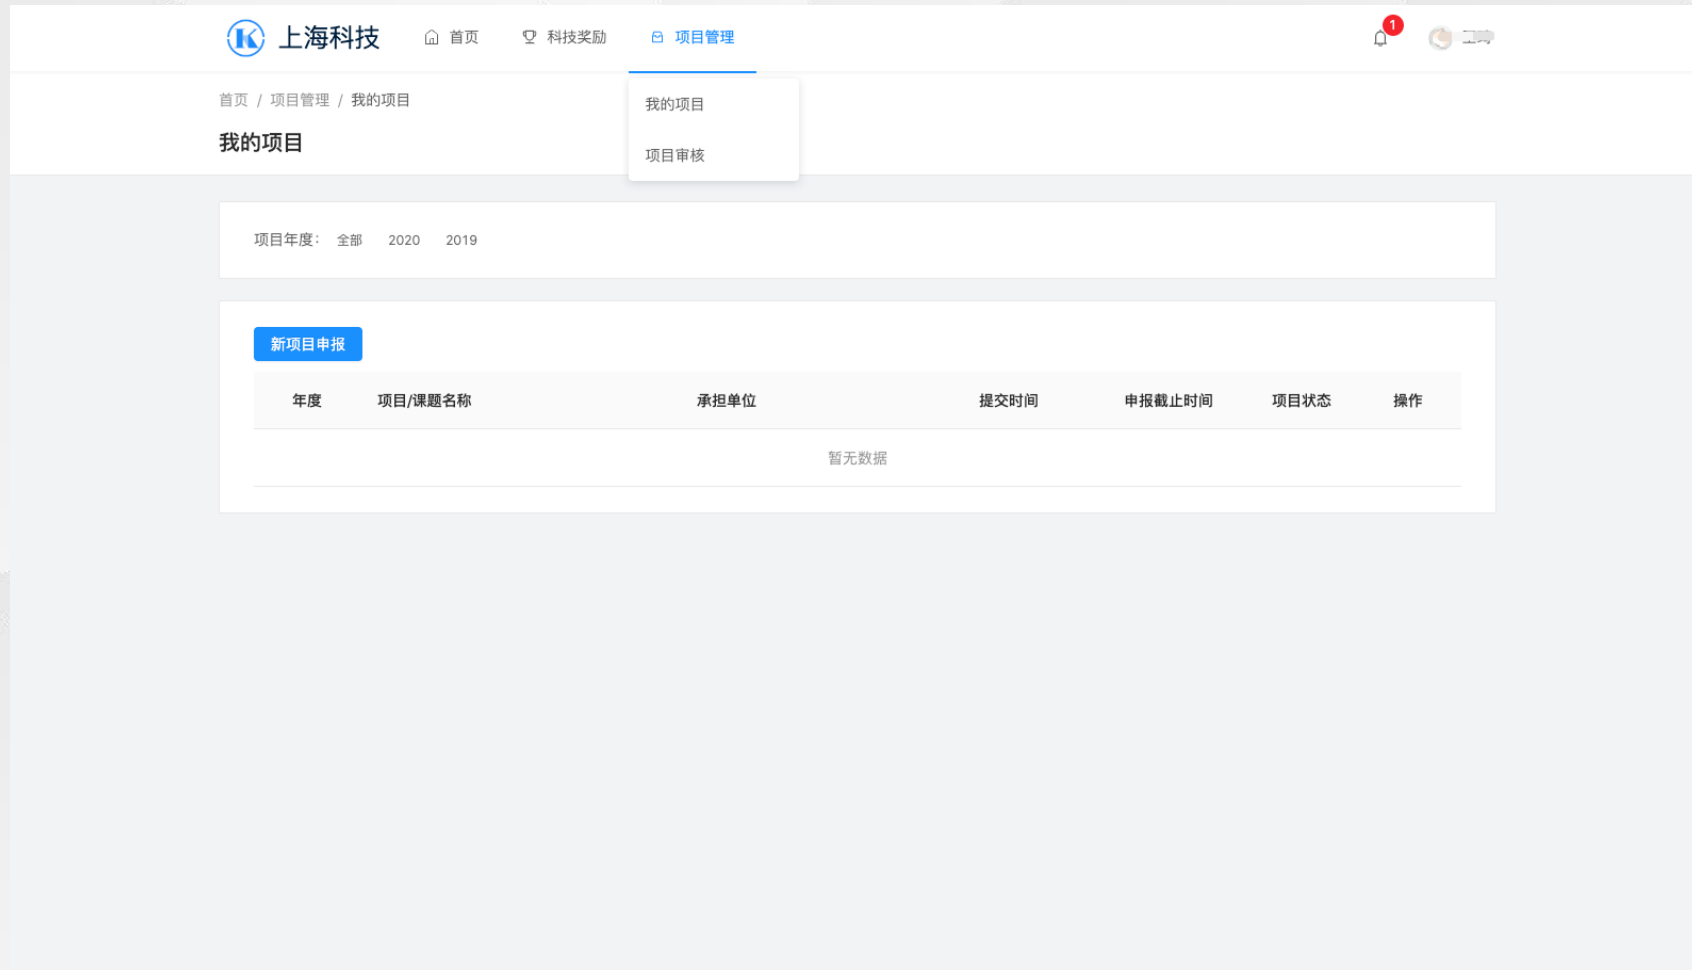 上海科技 首页 科技奖励 项目管理 1
首页 / 项目管理 / 我的项目
我的项目
我的项目
项目审核
项目年度： 全部 2020 2019
新项目申报
年度 项目/课题名称 承担单位 提交时间 申报截止时间 项目状态 操作
暂无数据